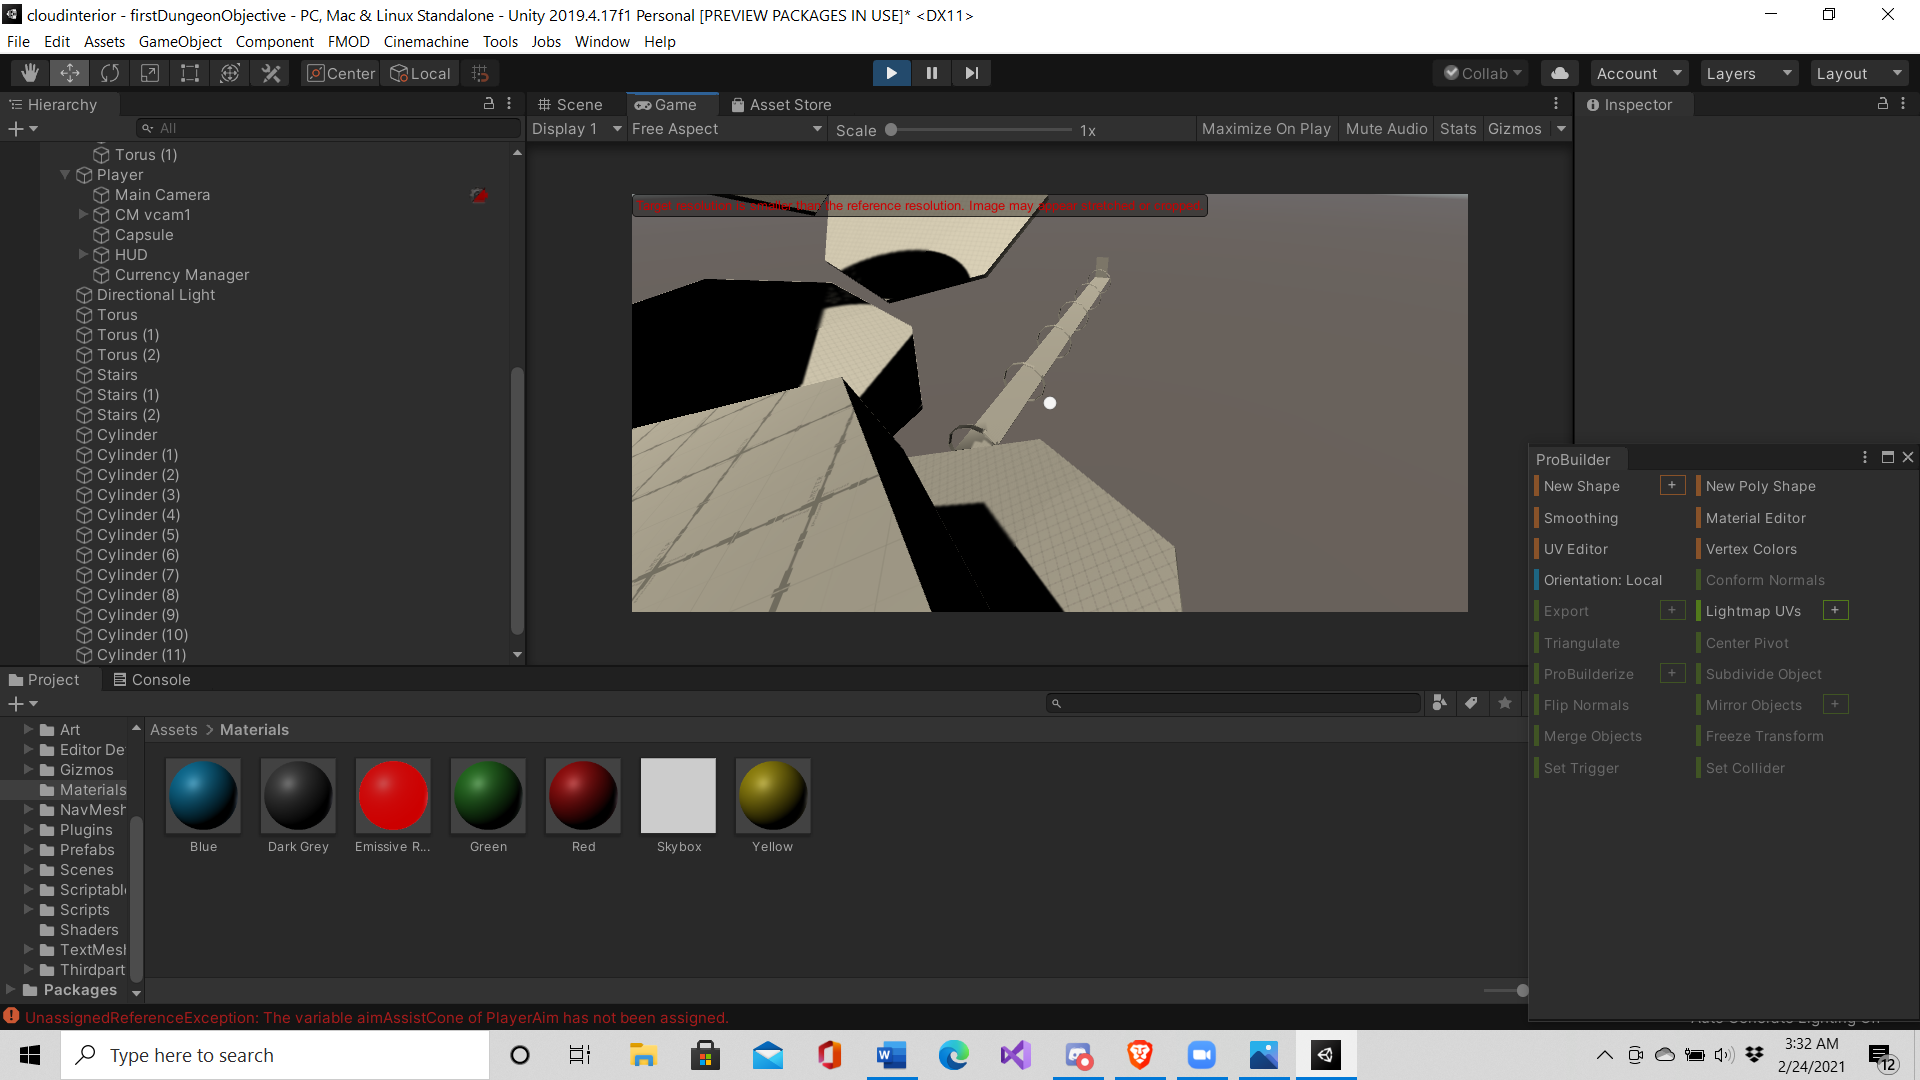 cloudinterior - firstDungeonObjective - PC, Mac & Linux Standalone - Unity 2019.4.17f1 Personal [PREVIEW PACKAGES IN USE]* <DX11>
File Edit Assets GameObject Component FMOD Cinemachine Tools Jobs Window Help
Center Local Collab Account Layers Layout
Hierarchy
All
Torus (1)
Player
Main Camera
CM vcam1
Capsule
HUD
Currency Manager
Directional Light
Torus
Torus (1)
Torus (2)
Stairs
Stairs (1)
Stairs (2)
Cylinder
Cylinder (1)
Cylinder (2)
Cylinder (3)
Cylinder (4)
Cylinder (5)
Cylinder (6)
Cylinder (7)
Cylinder (8)
Cylinder (9)
Cylinder (10)
Cylinder (11)
Scene Game Asset Store
Display 1 Free Aspect Scale 1x Maximize On Play Mute Audio Stats Gizmos
than the reference resolution. Image may
Inspector
ProBuilder
New Shape + New Poly Shape
Smoothing Material Editor
UV Editor Vertex Colors
Orientation: Local Conform Normals
Export + Lightmap UVs +
Triangulate Center Pivot
ProBuilderize + Subdivide Object
Flip Normals Mirror Objects +
Merge Objects Freeze Transform
Set Trigger Set Collider
Project Console
Art
Editor De
Gizmos
Materials
NavMesh
Plugins
Prefabs
Scenes
Scriptabl
Scripts
Shaders
TextMesh
Thirdpart
Packages
Assets > Materials
Blue Dark Grey Emissive R... Green Red Skybox Yellow
UnassignedReferenceException: The variable aimAssistCone of PlayerAim has not been assigned.
Type here to search
3:32 AM
2/24/2021
12